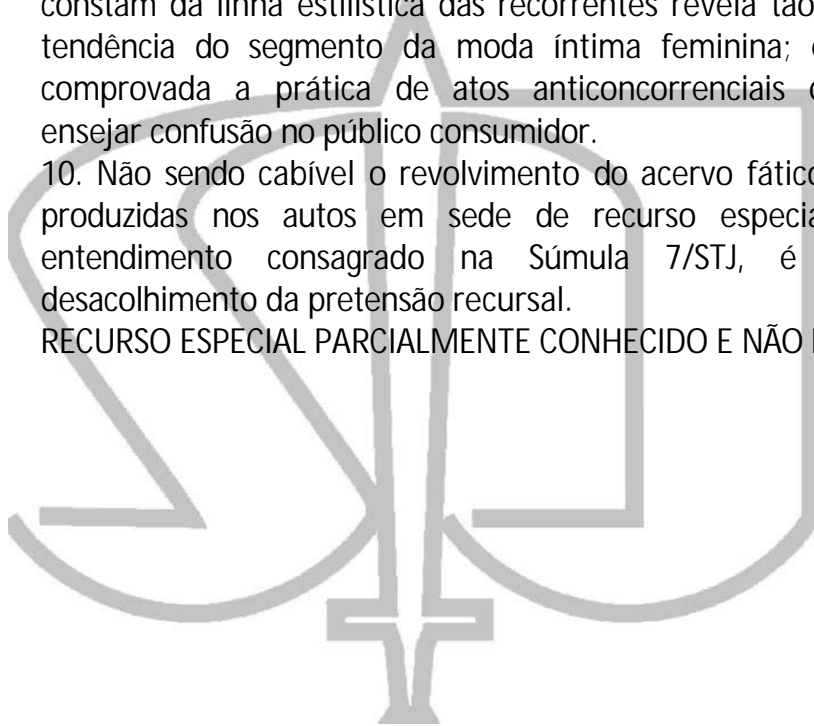 constam da linha estilística das recorrentes revela tão
tendência do segmento da moda íntima feminina;
comprovada a prática de atos anticoncorrenciais
ensejar confusão no público consumidor.
10. Não sendo cabível o revolvimento do acervo fático
produzidas nos autos em sede de recurso especia
entendimento consagrado na Súmula 7/STJ, é
desacolhimento da pretensão recursal.
RECURSO ESPECIAL PARCIALMENTE CONHECIDO E NÃO